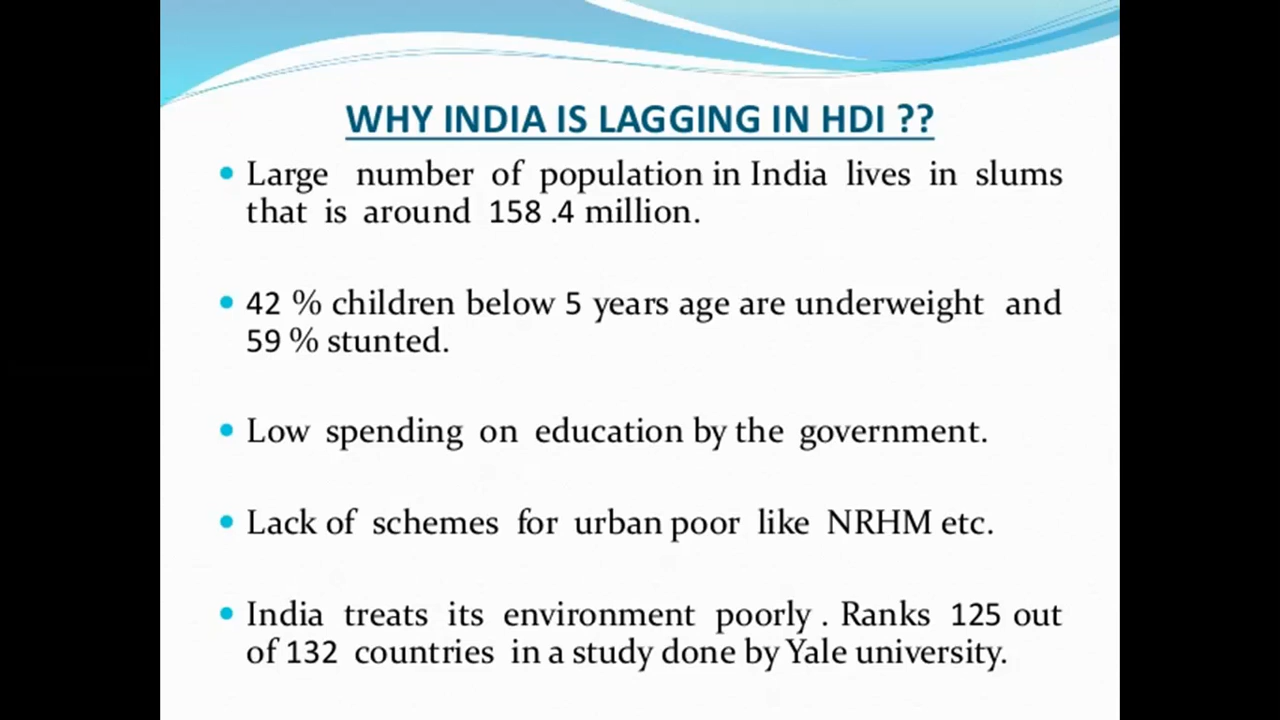 WHY INDIA IS LAGGING IN HDI ??
• Large number of population in India lives in slums
that is around 158 .4 million.
• 42 % children below 5 years age are underweight and
59 % stunted.
• Low spending on education by the government.
• Lack of schemes for urban poor like NRHM etc.
• India treats its environment poorly . Ranks 125 out
of 132 countries in a study done by Yale university.